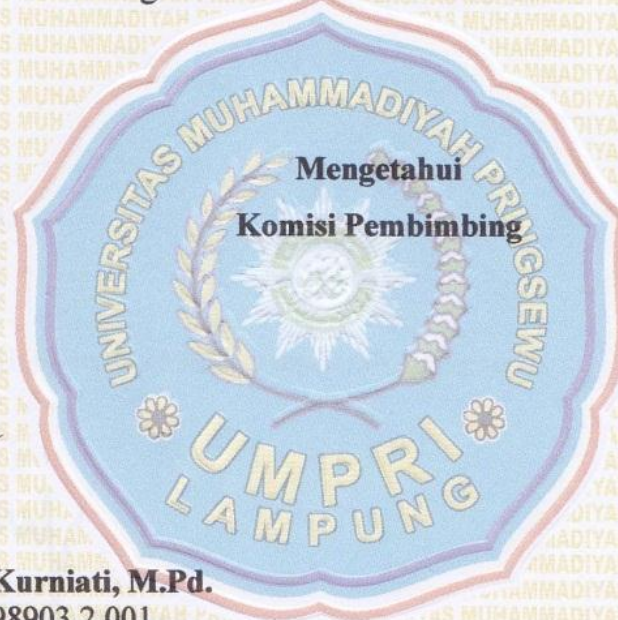 Mengetahui
Komisi Pembimbing
UNIVERSITAS MUHAMMADIYAH PRINGSEWU
UMPRI
LAMPUNG
Kurniati, M.Pd.
98903 2 001